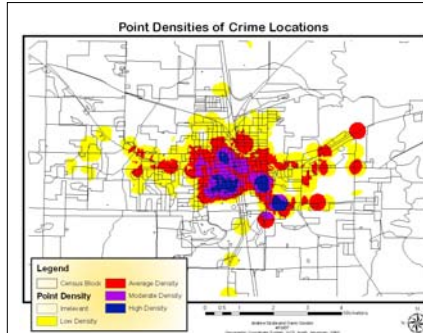 Point Densities of Crime Locations
Legend
Census Block
Point Density
Irrelevant
Low Density
Average Density
Moderate Density
High Density